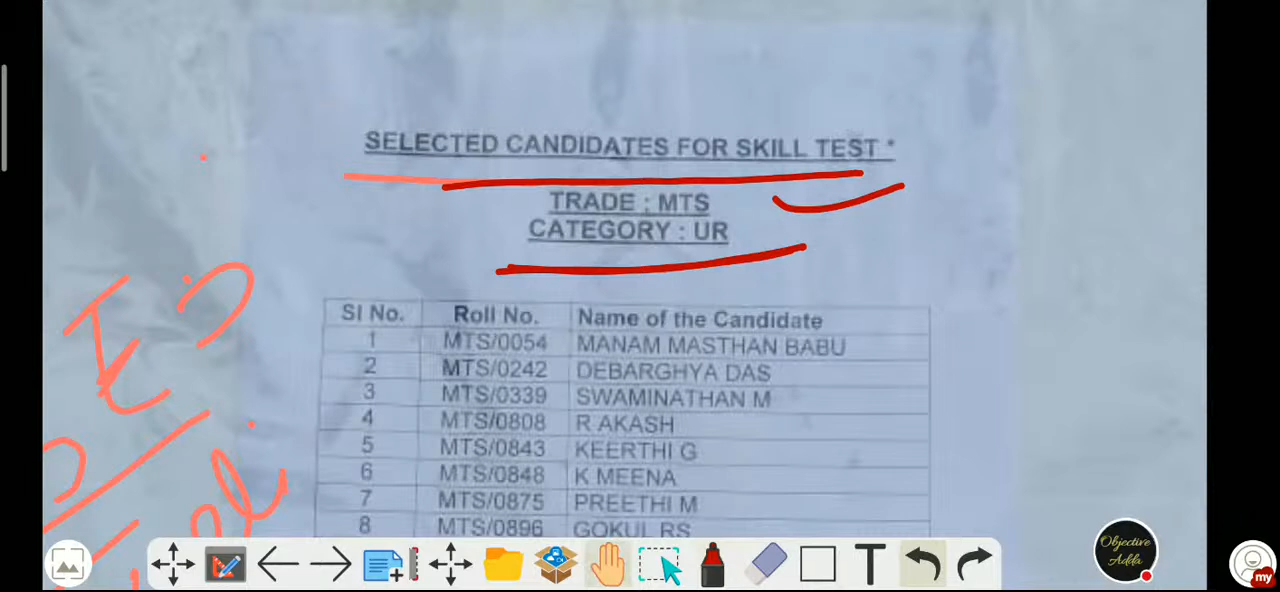 SELECTED CANDIDATES FOR SKILL TEST *
TRADE : MTS
CATEGORY : UR
SI No. Roll No. Name of the Candidate
1 MTS/0054 MANAM MASTHAN BABU
2 MTS/0242 DEBARGHYA DAS
3 MTS/0339 SWAMINATHAN M
4 MTS/0808 R AKASH
5 MTS/0843 KEERTHI G
6 MTS/0848 K MEENA
7 MTS/0875 PREETHI M
8 MTS/0896 GOKUL RS
T
Objective
Adda
my